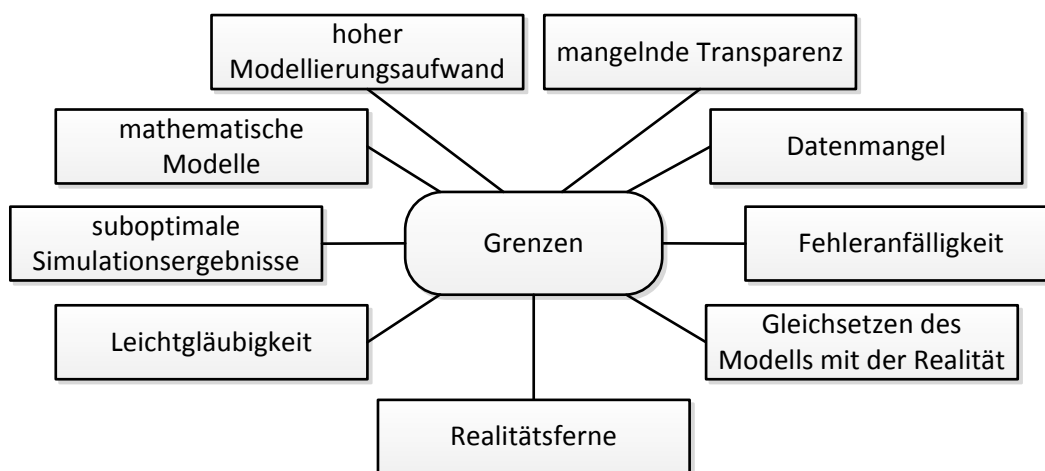 hoher
Modellierungsaufwand
mangelnde Transparenz
mathematische
Modelle
Datenmangel
suboptimale
Simulationsergebnisse
Grenzen
Fehleranfälligkeit
Leichtgläubigkeit
Gleichsetzen des
Modells mit der Realität
Realitätsferne